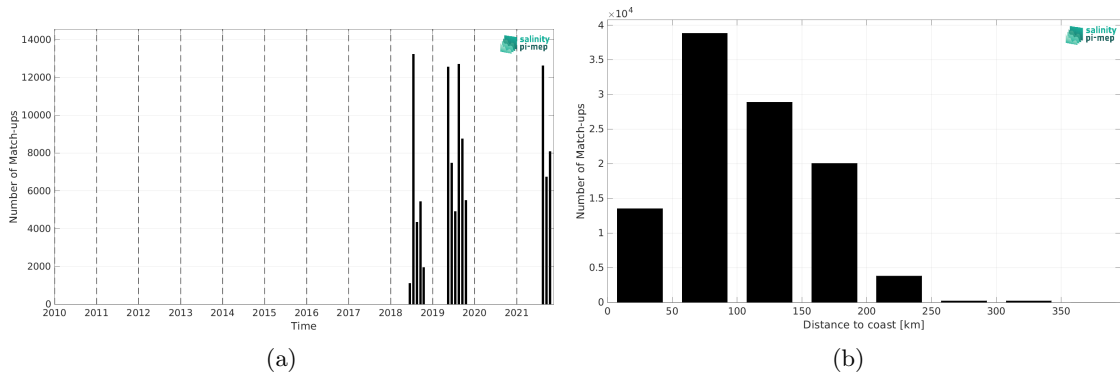 salinity
pi-mep
14000
12000
10000
8000
6000
4000
2000
0
Number of Match-ups
2010 2011 2012 2013 2014 2015 2016 2017 2018 2019 2020 2021
Time
(a)
×10⁴
salinity
pi-mep
4
3.5
3
2.5
2
1.5
1
0.5
0
Number of Match-ups
0 50 100 150 200 250 300 350
Distance to coast [km]
(b)